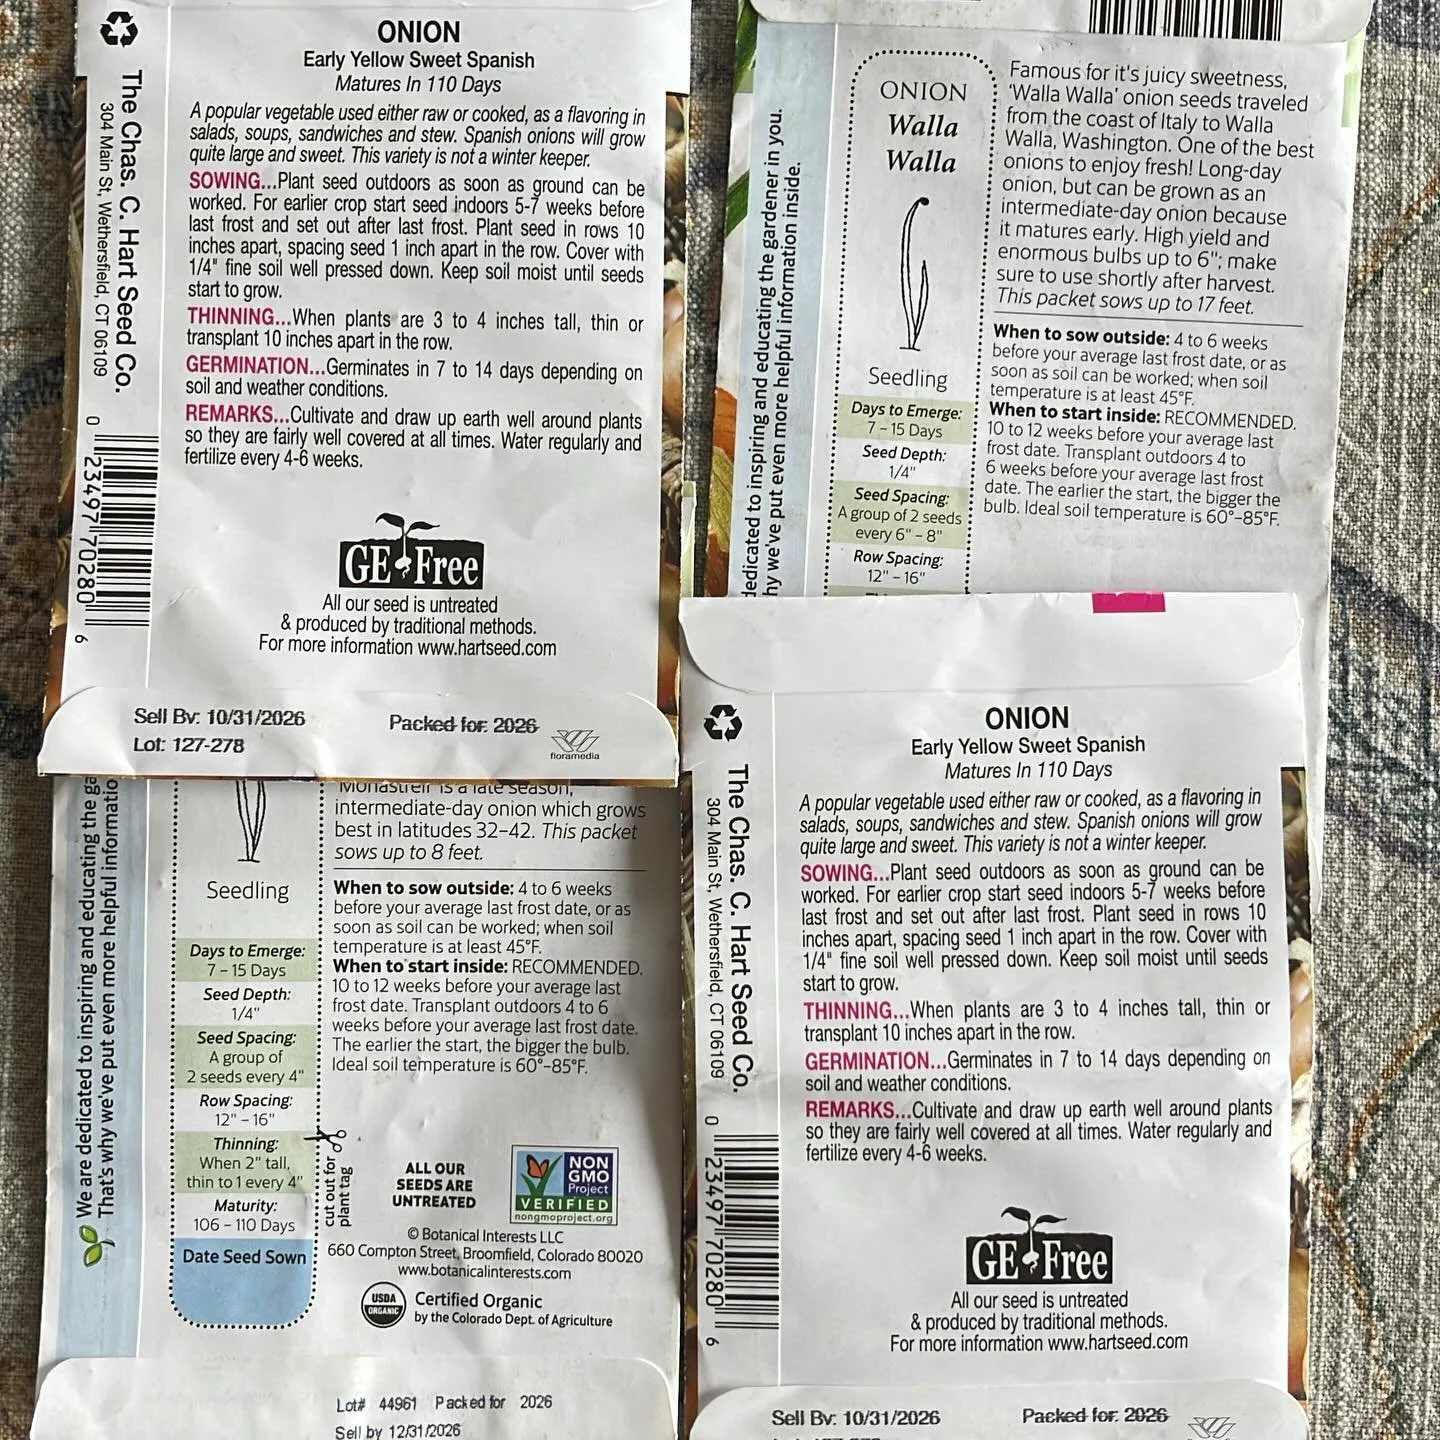 ONION
Early Yellow Sweet Spanish
Matures In 110 Days
A popular vegetable used either raw or cooked, as a flavoring in
salads, soups, sandwiches and stew. Spanish onions will grow
quite large and sweet. This variety is not a winter keeper.
SOWING...Plant seed outdoors as soon as ground can be
worked. For earlier crop start seed indoors 5-7 weeks before
last frost and set out after last frost. Plant seed in rows 10
inches apart, spacing seed 1 inch apart in the row. Cover with
1/4" fine soil well pressed down. Keep soil moist until seeds
start to grow.
THINNING...When plants are 3 to 4 inches tall, thin or
transplant 10 inches apart in the row.
GERMINATION...Germinates in 7 to 14 days depending on
soil and weather conditions.
REMARKS...Cultivate and draw up earth well around plants
so they are fairly well covered at all times. Water regularly and
fertilize every 4-6 weeks.
GE Free
All our seed is untreated
& produced by traditional methods.
For more information www.hartseed.com
Sell By: 10/31/2026 Packed for: 2026
Lot: 127-278
floramedia
The Chas. C. Hart Seed Co.
304 Main St, Wethersfield, CT 06109
0 23497 70280 6
dedicated to inspiring and educating the gardener in you.
hy we've put even more helpful information inside.
ONION
Walla
Walla
Seedling
Days to Emerge:
7 – 15 Days
Seed Depth:
1/4"
Seed Spacing:
A group of 2 seeds
every 6" – 8"
Row Spacing:
12" – 16"
Famous for it's juicy sweetness,
'Walla Walla' onion seeds traveled
from the coast of Italy to Walla
Walla, Washington. One of the best
onions to enjoy fresh! Long-day
onion, but can be grown as an
intermediate-day onion because
it matures early. High yield and
enormous bulbs up to 6"; make
sure to use shortly after harvest.
This packet sows up to 17 feet.
When to sow outside: 4 to 6 weeks
before your average last frost date, or as
soon as soil can be worked; when soil
temperature is at least 45°F.
When to start inside: RECOMMENDED.
10 to 12 weeks before your average last
frost date. Transplant outdoors 4 to
6 weeks before your average last frost
date. The earlier the start, the bigger the
bulb. Ideal soil temperature is 60°–85°F.
We are dedicated to inspiring and educating the ga
That's why we've put even more helpful informatio
Seedling
Days to Emerge:
7 – 15 Days
Seed Depth:
1/4"
Seed Spacing:
A group of
2 seeds every 4"
Row Spacing:
12" – 16"
Thinning:
When 2" tall,
thin to 1 every 4"
Maturity:
106 – 110 Days
Date Seed Sown
cut out for
plant tag
Monastrell' is a late season,
intermediate-day onion which grows
best in latitudes 32–42. This packet
sows up to 8 feet.
When to sow outside: 4 to 6 weeks
before your average last frost date, or as
soon as soil can be worked; when soil
temperature is at least 45°F.
When to start inside: RECOMMENDED.
10 to 12 weeks before your average last
frost date. Transplant outdoors 4 to 6
weeks before your average last frost date.
The earlier the start, the bigger the bulb.
Ideal soil temperature is 60°–85°F.
ALL OUR
SEEDS ARE
UNTREATED
NON
GMO
Project
VERIFIED
nongmoproject.org
© Botanical Interests LLC
660 Compton Street, Broomfield, Colorado 80020
www.botanicalinterests.com
USDA
ORGANIC
Certified Organic
by the Colorado Dept. of Agriculture
Lot# 44961 Packed for 2026
Sell by 12/31/2026
ONION
Early Yellow Sweet Spanish
Matures In 110 Days
A popular vegetable used either raw or cooked, as a flavoring in
salads, soups, sandwiches and stew. Spanish onions will grow
quite large and sweet. This variety is not a winter keeper.
SOWING...Plant seed outdoors as soon as ground can be
worked. For earlier crop start seed indoors 5-7 weeks before
last frost and set out after last frost. Plant seed in rows 10
inches apart, spacing seed 1 inch apart in the row. Cover with
1/4" fine soil well pressed down. Keep soil moist until seeds
start to grow.
THINNING...When plants are 3 to 4 inches tall, thin or
transplant 10 inches apart in the row.
GERMINATION...Germinates in 7 to 14 days depending on
soil and weather conditions.
REMARKS...Cultivate and draw up earth well around plants
so they are fairly well covered at all times. Water regularly and
fertilize every 4-6 weeks.
GE Free
All our seed is untreated
& produced by traditional methods.
For more information www.hartseed.com
Sell By: 10/31/2026 Packed for: 2026
The Chas. C. Hart Seed Co.
304 Main St, Wethersfield, CT 06109
0 23497 70280 6